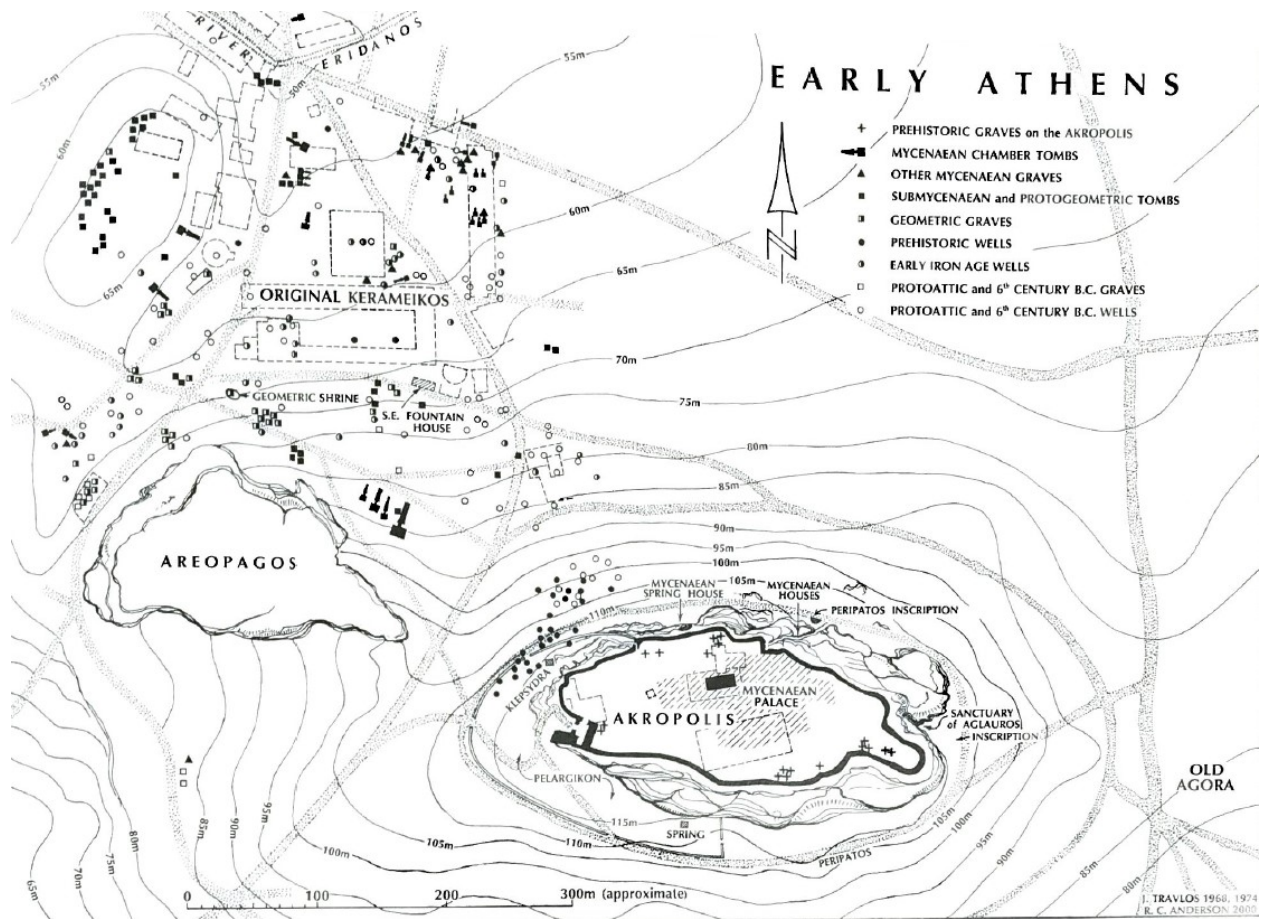 EARLY ATHENS
PREHISTORIC GRAVES on the AKROPOLIS
MYCENAEAN CHAMBER TOMBS
OTHER MYCENAEAN GRAVES
SUBMYCENAEAN and PROTOGEOMETRIC TOMBS
GEOMETRIC GRAVES
PREHISTORIC WELLS
EARLY IRON AGE WELLS
PROTOATTIC and 6th CENTURY B.C. GRAVES
PROTOATTIC and 6th CENTURY B.C. WELLS
N
RIVER ERIDANOS
55m
50m
55m
60m
60m
65m
65m
ORIGINAL KERAMEIKOS
70m
75m
GEOMETRIC SHRINE
S.E. FOUNTAIN
HOUSE
80m
85m
90m
95m
100m
105m
110m
AREOPAGOS
MYCENAEAN
SPRING HOUSE
MYCENAEAN
HOUSES
PERIPATOS INSCRIPTION
KLEPSYDRA
MYCENAEAN
PALACE
AKROPOLIS
SANCTUARY
of AGLAUROS
INSCRIPTION
PELARGIKON
OLD
AGORA
115m
SPRING
PERIPATOS
105m
100m
95m
90m
85m
80m
65m
70m
75m
80m
85m
90m
95m
100m
105m
110m
0 100 200 300m (approximate)
J. TRAVLOS 1968, 1974
R. C. ANDERSON 2000